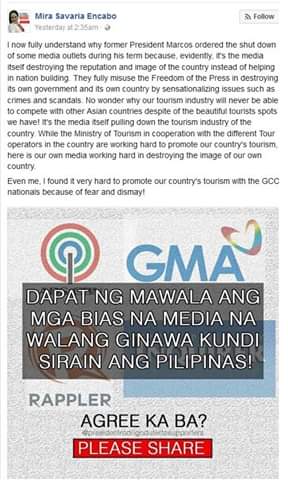 Mira Savaria Encabo
Follow
Yesterday at 2:35am
I now fully understand why former President Marcos ordered the shut down
of some media outlets during his term because, evidently, it's the media
itself destroying the reputation and image of the country instead of helping
in nation building. They fully misuse the Freedom of the Press in destroying
its own government and its own country by sensationalizing issues such as
crimes and scandals. No wonder why our tourism industry will never be able
to compete with other Asian countries despite of the beautiful tourists spots
we have! It's the media itself pulling down the tourism industry of the
country. While the Ministry of Tourism in cooperation with the different Tour
operators in the country are working hard to promote our country's tourism,
here is our own media working hard in destroying the image of our own
country.
Even me, I found it very hard to promote our country's tourism with the GCC
nationals because of fear and dismay!
GMA
DAPAT NG MAWALA ANG
MGA BIAS NA MEDIA NA
WALANG GINAWA KUNDI
SIRAIN ANG PILIPINAS!
RAPPLER
AGREE KA BA?
PLEASE SHARE